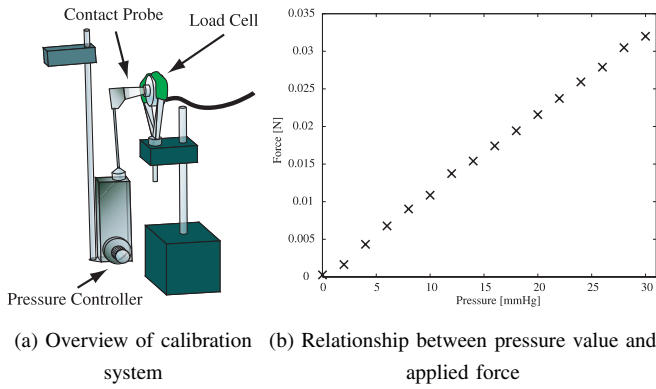 Contact Probe
Load Cell
Pressure Controller
0.035
0.03
0.025
0.02
0.015
0.01
0.005
0
Force [N]
0 5 10 15 20 25 30
Pressure [mmHg]
(a) Overview of calibration
system
(b) Relationship between pressure value and
applied force